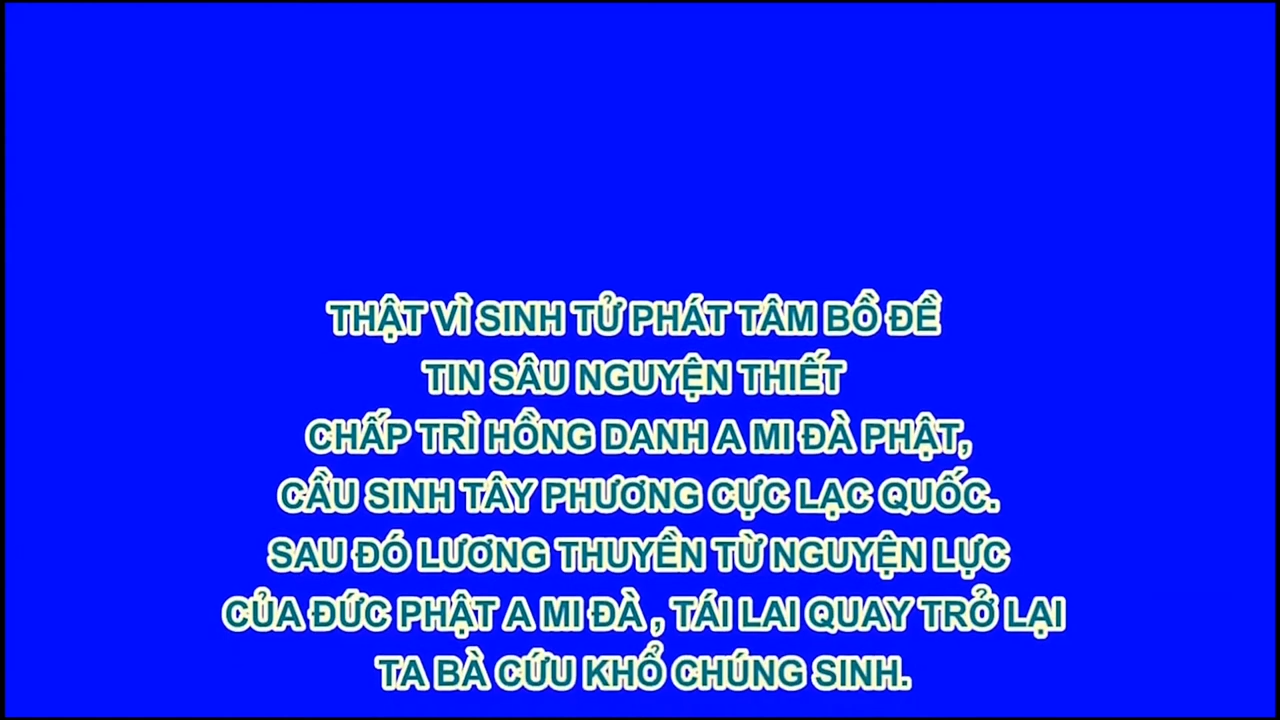 THẬT VÌ SINH TỬ PHÁT TÂM BỒ ĐỀ
TIN SÂU NGUYỆN THIẾT
CHẤP TRÌ HỒNG DANH A MI ĐÀ PHẬT,
CẦU SINH TÂY PHƯƠNG CỰC LẠC QUỐC.
SAU ĐÓ LƯƠNG THUYỀN TỪ NGUYỆN LỰC
CỦA ĐỨC PHẬT A MI ĐÀ , TÁI LAI QUAY TRỞ LẠI
TA BÀ CỨU KHỔ CHÚNG SINH.